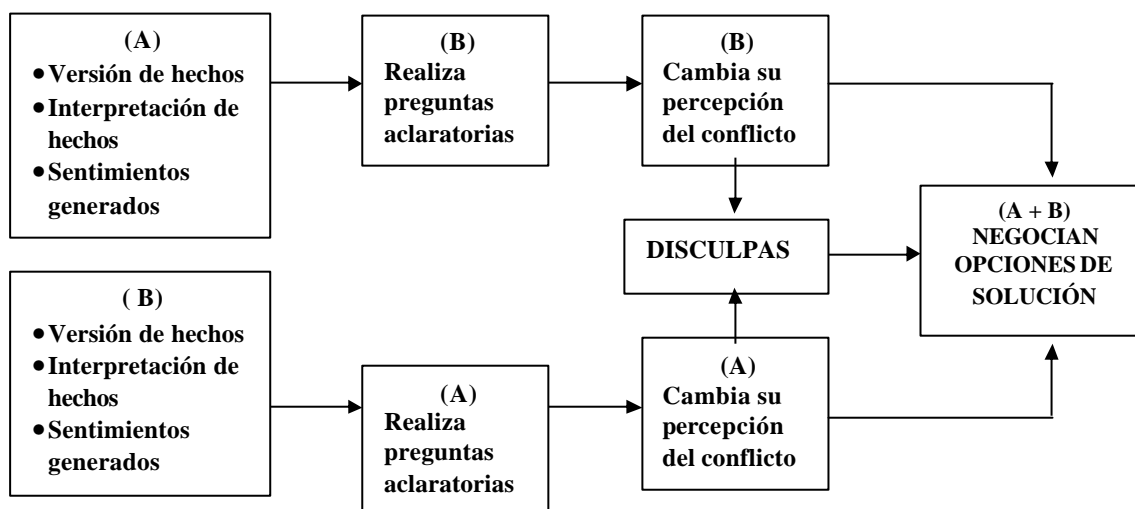 (A)
• Versión de hechos
• Interpretación de
hechos
• Sentimientos
generados
(B)
Realiza
preguntas
aclaratorias
(B)
Cambia su
percepción
del conflicto
DISCULPAS
(A + B)
NEGOCIAN
OPCIONES DE
SOLUCIÓN
( B)
• Versión de hechos
• Interpretación de
hechos
• Sentimientos
generados
(A)
Realiza
preguntas
aclaratorias
(A)
Cambia su
percepción
del conflicto